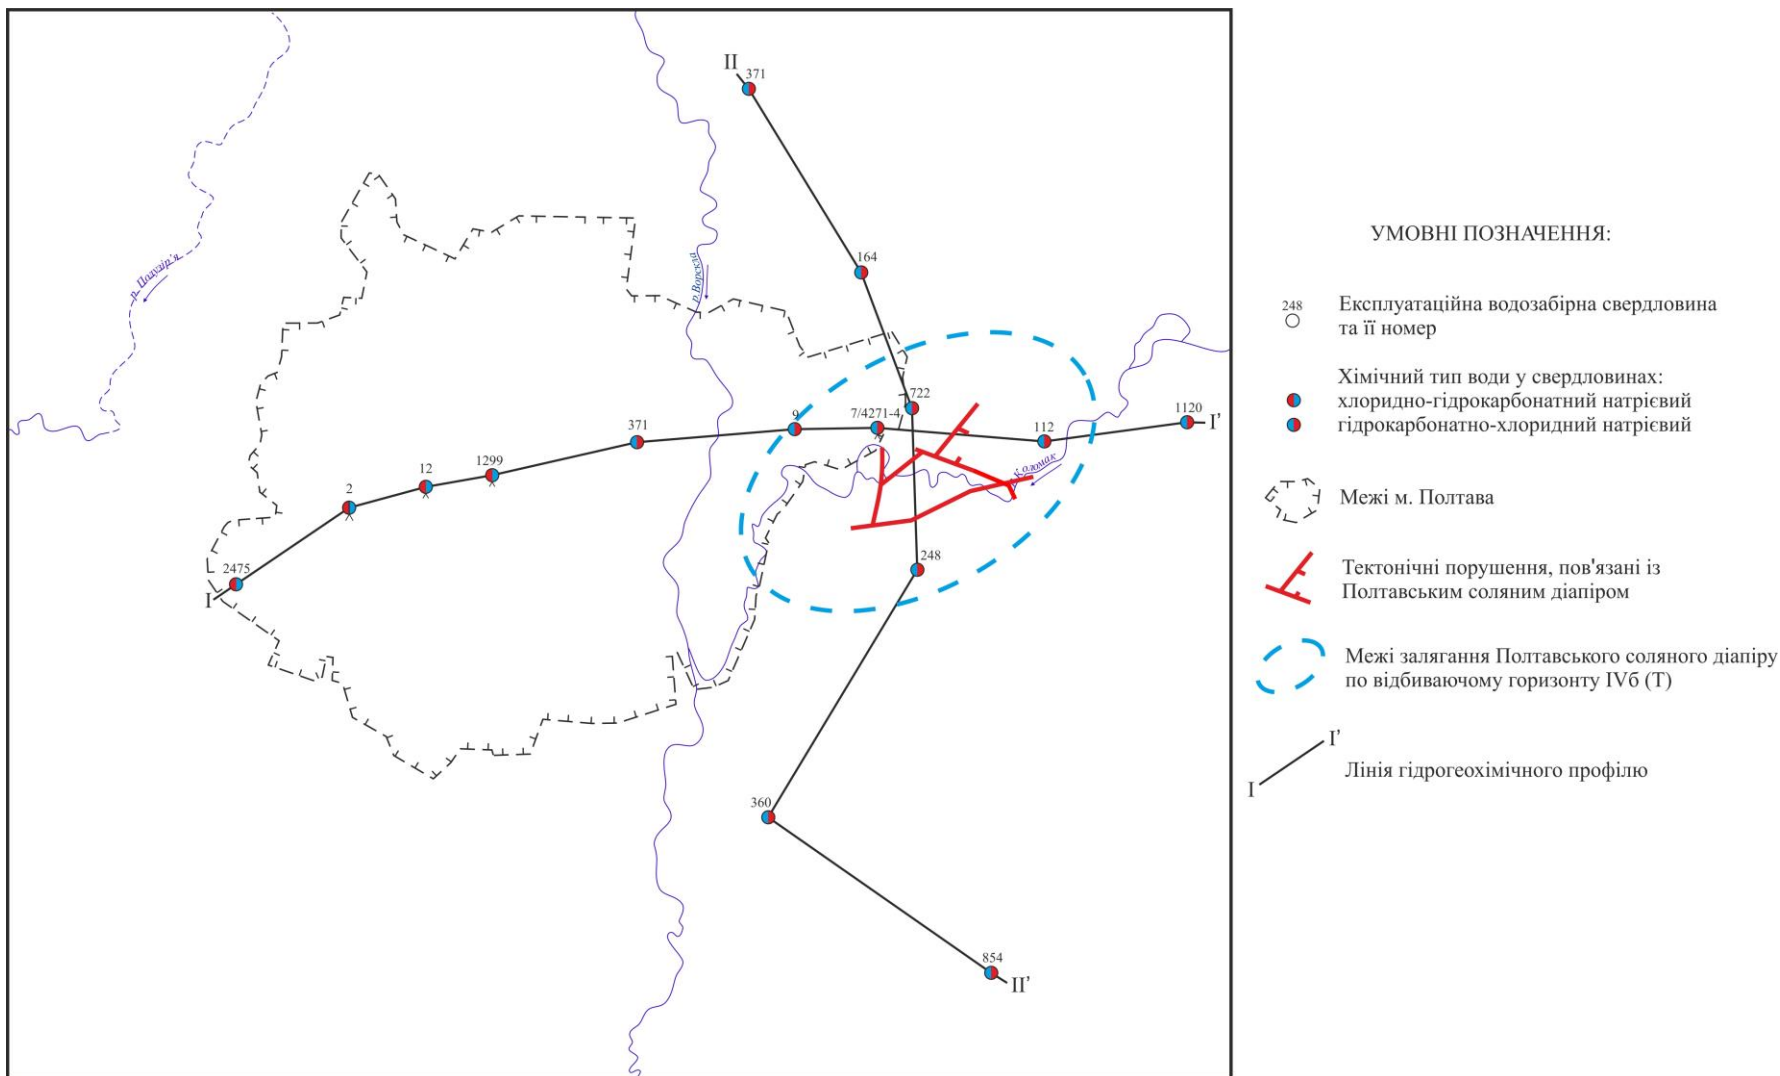 II
371
164
р. Полузір'я
р.Ворскла
722
9
7/4271-4
371
112
1120
I'
1299
12
2
Коломак
2475
I
248
360
854
II'
УМОВНІ ПОЗНАЧЕННЯ:
248
Експлуатаційна водозабірна свердловина
та її номер
Хімічний тип води у свердловинах:
хлоридно-гідрокарбонатний натрієвий
гідрокарбонатно-хлоридний натрієвий
Межі м. Полтава
Тектонічні порушення, пов'язані із
Полтавським соляним діапіром
Межі залягання Полтавського соляного діапіру
по відбиваючому горизонту IVб (Т)
I'
Лінія гідрогеохімічного профілю
I